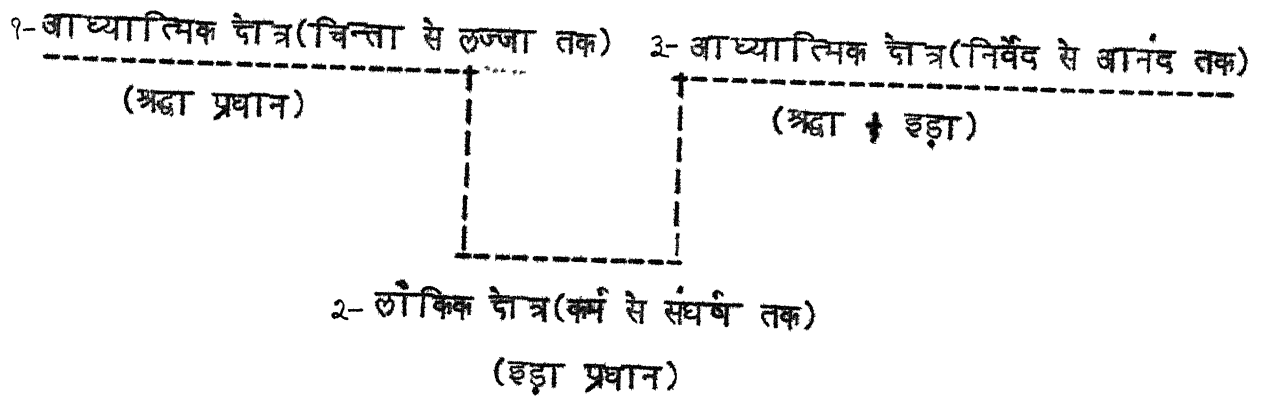 १- आध्यात्मिक क्षेत्र(चिन्ता से लज्जा तक)
(श्रद्धा प्रधान)
३- आध्यात्मिक क्षेत्र(निर्वेद से आनंद तक)
(श्रद्धा + इड़ा)
२- लौकिक क्षेत्र(कर्म से संघर्ष तक)
(इड़ा प्रधान)